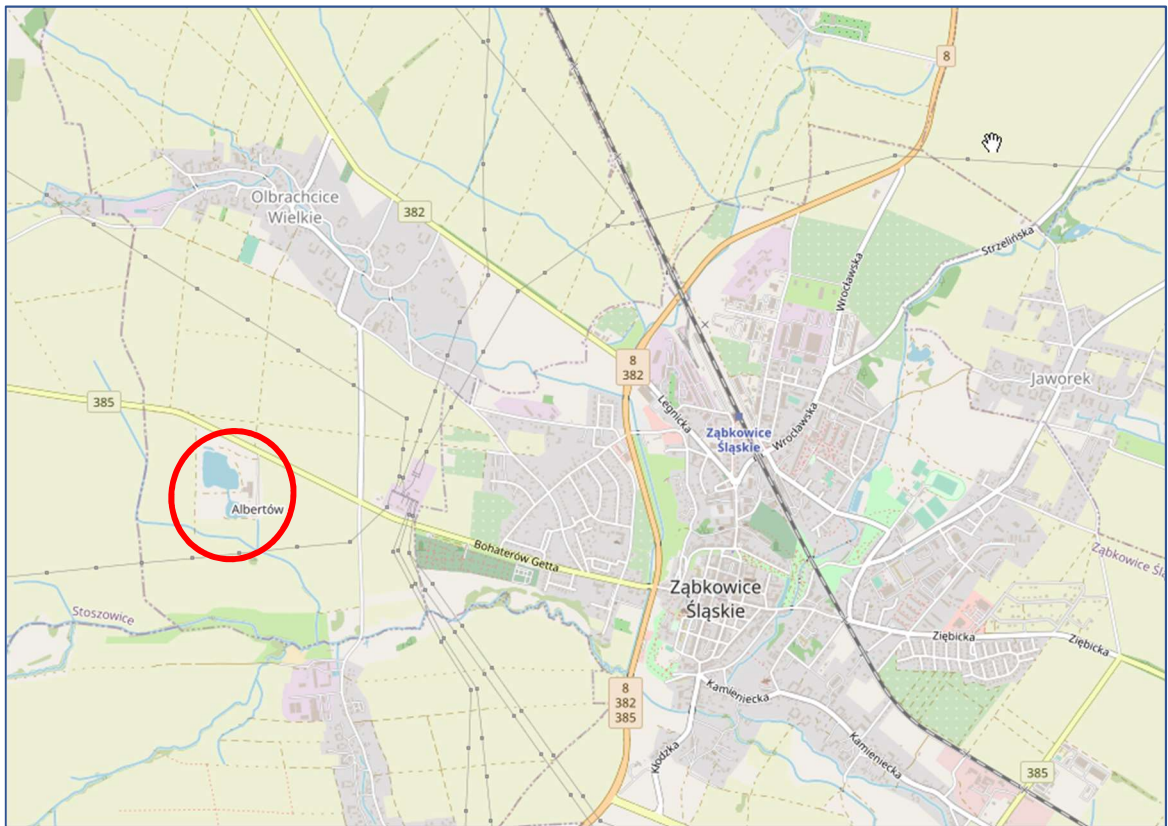 8
Olbrachcice
Wielkie
382
Strzelińska
Wrocławska
8
382
Jaworek
385
Legnicka
Ząbkowice
Śląskie
Wrocławska
Albertów
Bohaterów Getta
Ząbkowice Ślą
Ząbkowice
Śląskie
Stoszowice
Ziębicka
Ziębicka
8
382
385
Kamieniecka
Kłodzka
Kamieniecka
385